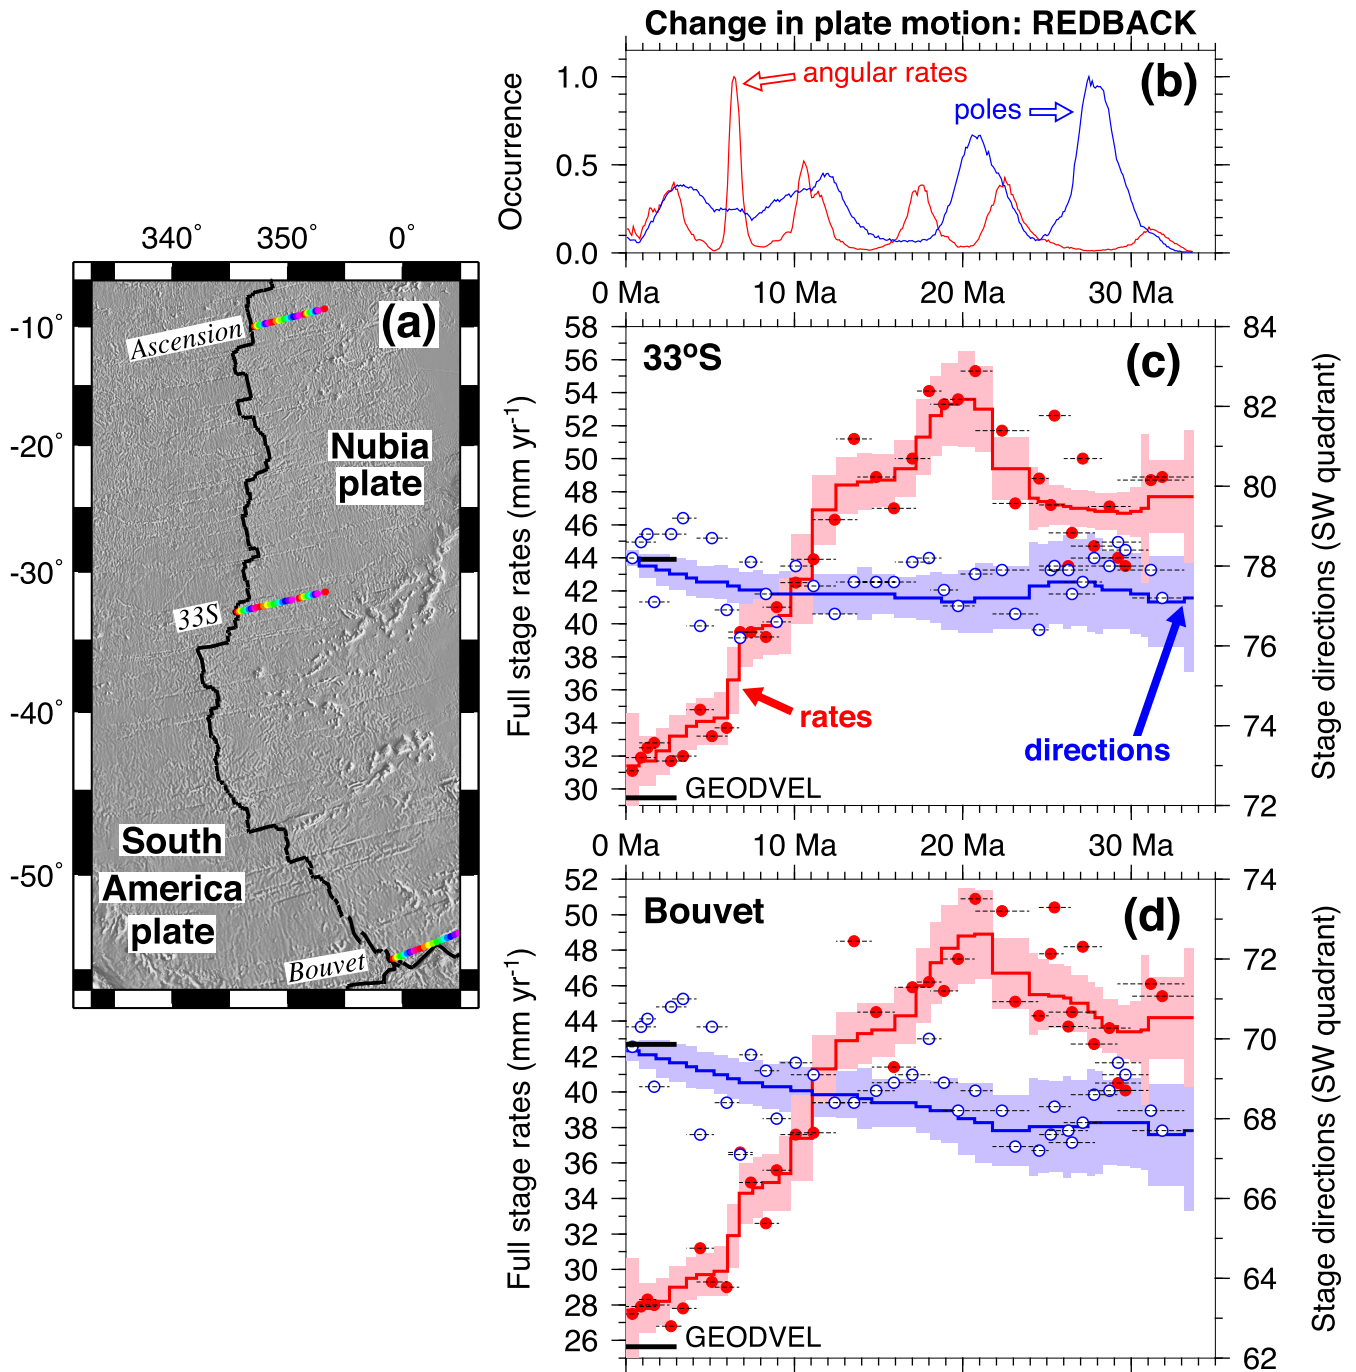 Change in plate motion: REDBACK
Occurrence
1.0
0.5
0.0
angular rates
poles
(b)
0 Ma
10 Ma
20 Ma
30 Ma
340°
350°
0°
-10°
-20°
-30°
-40°
-50°
(a)
Ascension
Nubia
plate
33S
South
America
plate
Bouvet
33ºS
(c)
Full stage rates (mm yr⁻¹)
58
56
54
52
50
48
46
44
42
40
38
36
34
32
30
84
82
80
78
76
74
72
Stage directions (SW quadrant)
rates
directions
GEODVEL
0 Ma
10 Ma
20 Ma
30 Ma
Bouvet
(d)
Full stage rates (mm yr⁻¹)
52
50
48
46
44
42
40
38
36
34
32
30
28
26
74
72
70
68
66
64
62
Stage directions (SW quadrant)
GEODVEL